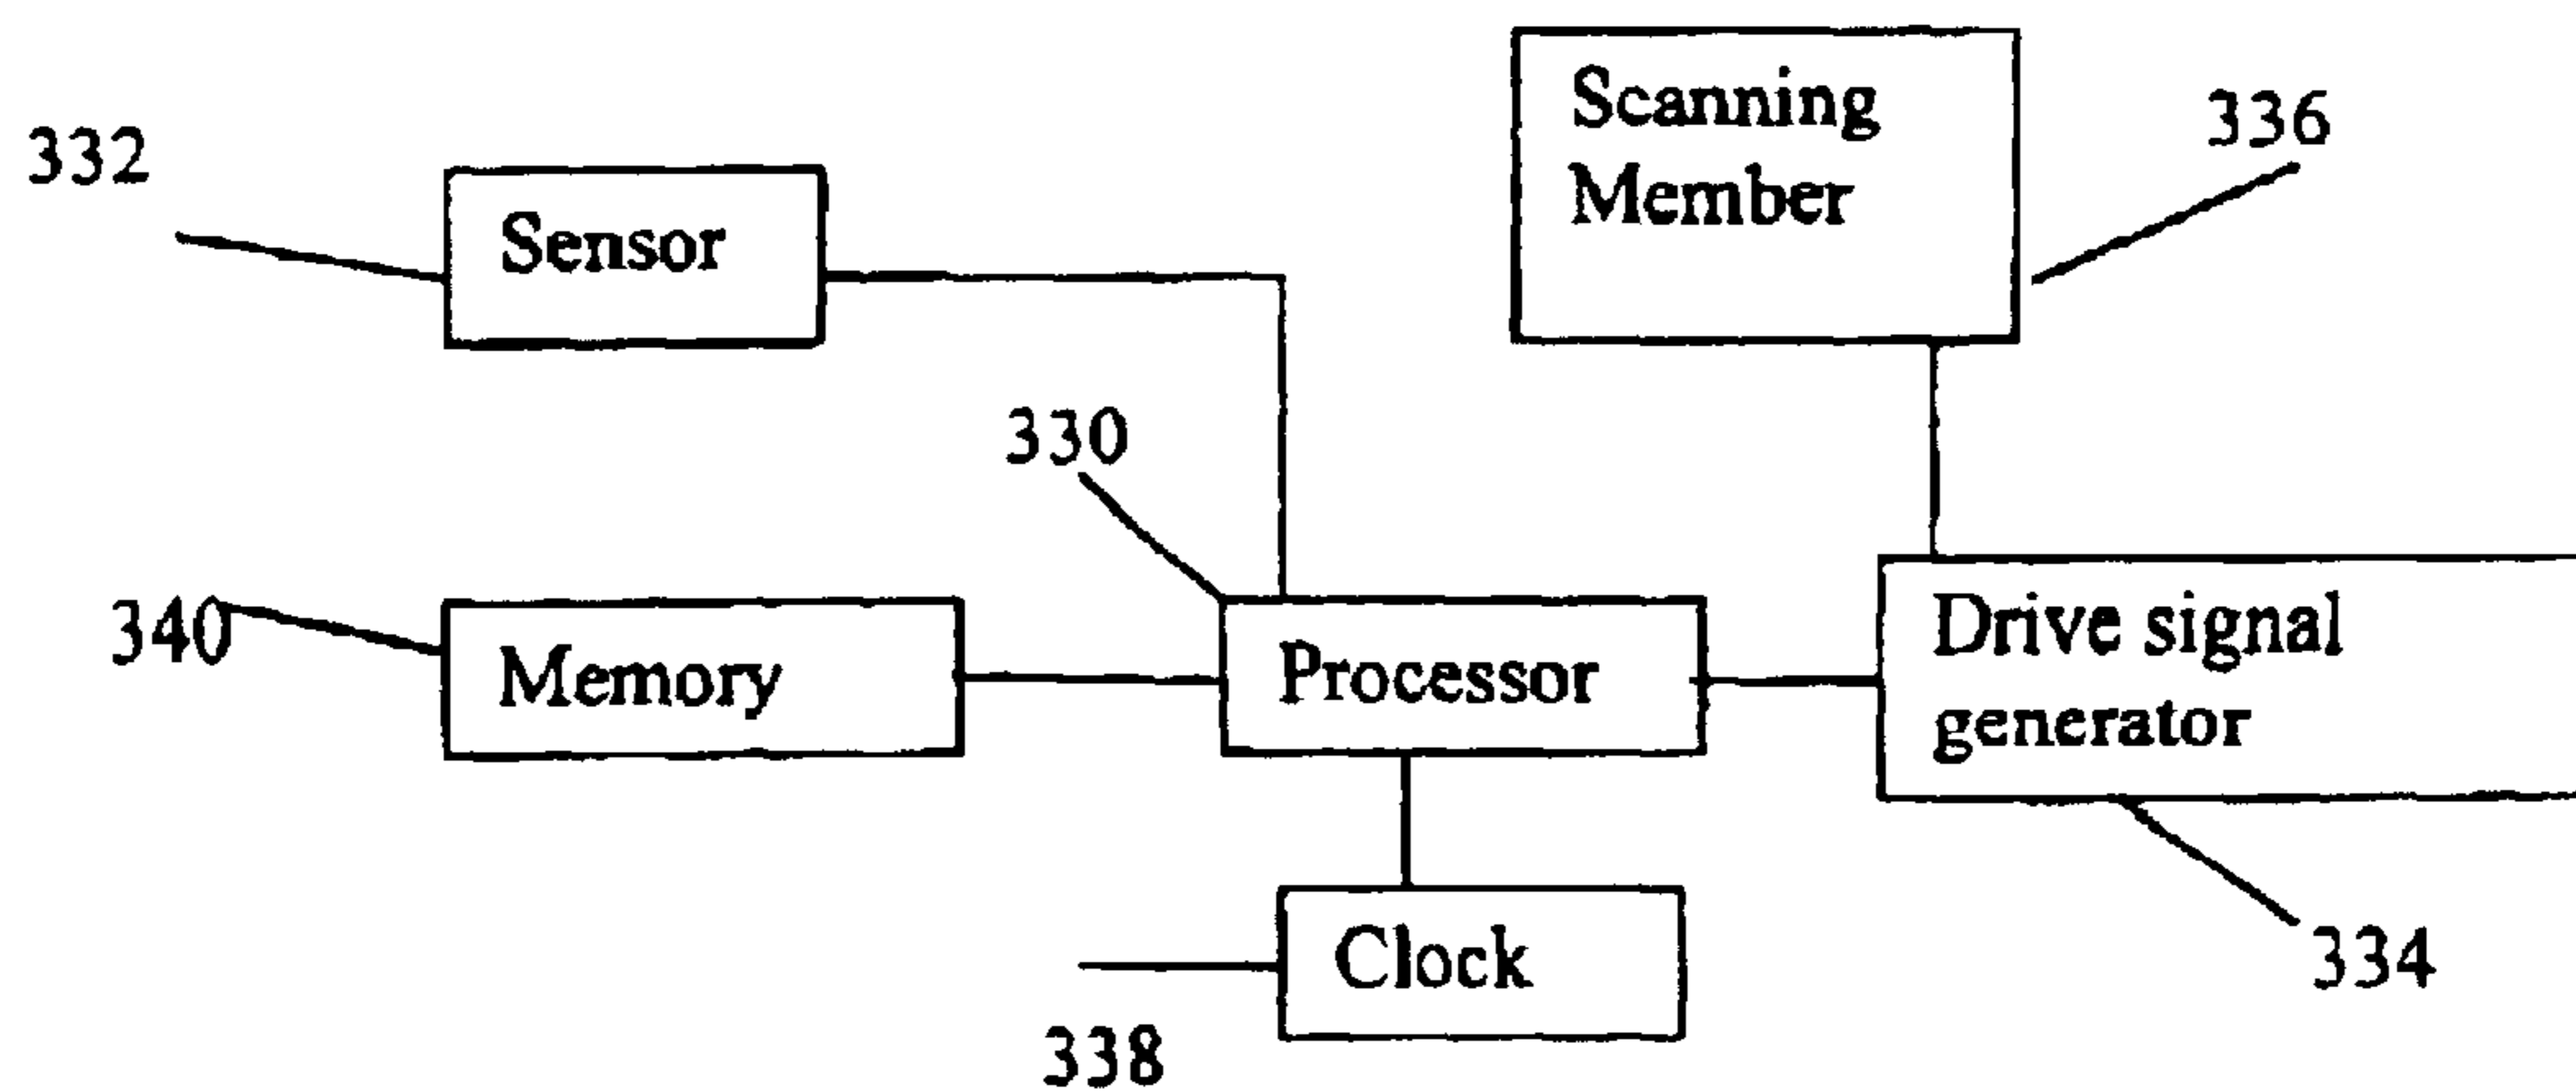 Scanning
Member
336
332
Sensor
330
340
Memory
Processor
Drive signal
generator
Clock
334
338